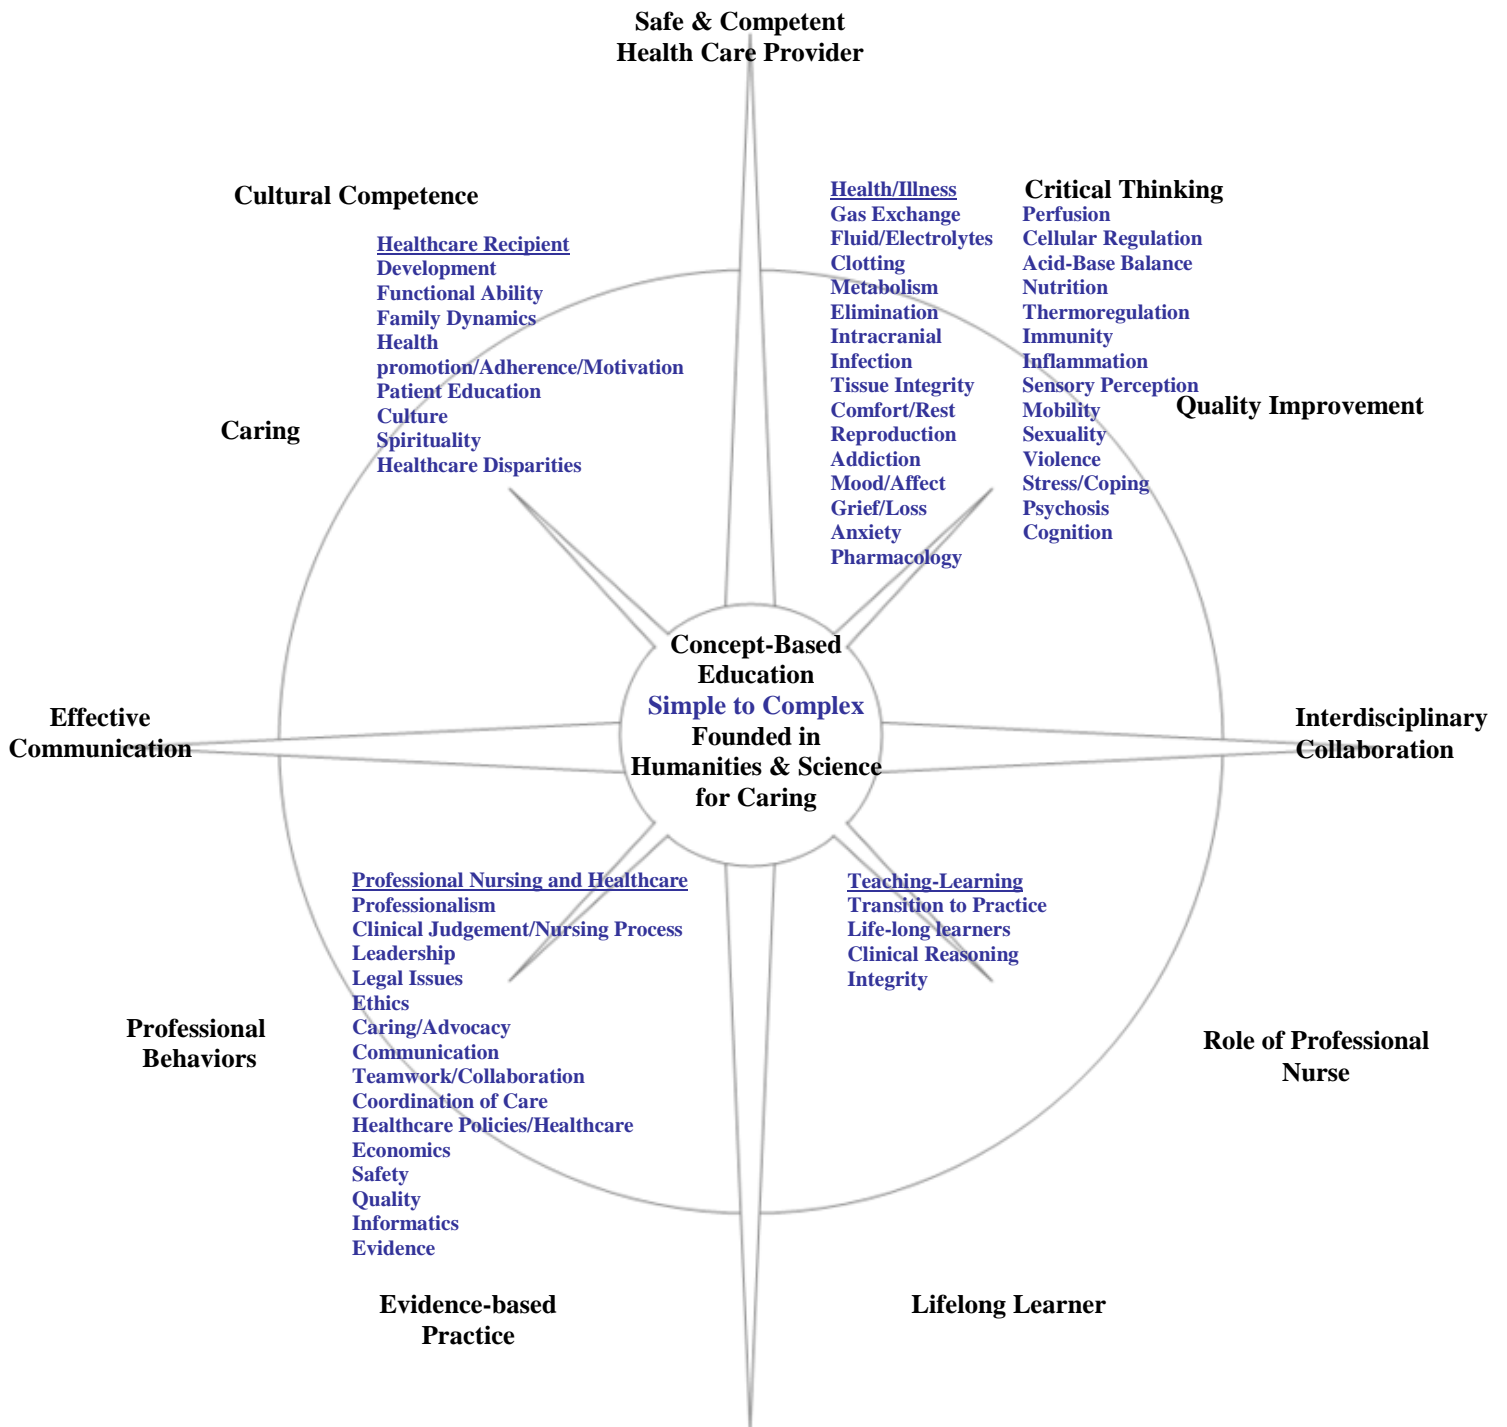 Safe & Competent
Health Care Provider
Cultural Competence
Healthcare Recipient
Development
Functional Ability
Family Dynamics
Health
promotion/Adherence/Motivation
Patient Education
Culture
Spirituality
Healthcare Disparities
Caring
Health/Illness
Gas Exchange
Fluid/Electrolytes
Clotting
Metabolism
Elimination
Intracranial
Infection
Tissue Integrity
Comfort/Rest
Reproduction
Addiction
Mood/Affect
Grief/Loss
Anxiety
Pharmacology
Critical Thinking
Perfusion
Cellular Regulation
Acid-Base Balance
Nutrition
Thermoregulation
Immunity
Inflammation
Sensory Perception
Mobility
Sexuality
Violence
Stress/Coping
Psychosis
Cognition
Quality Improvement
Effective
Communication
Concept-Based
Education
Simple to Complex
Founded in
Humanities & Science
for Caring
Interdisciplinary
Collaboration
Professional Nursing and Healthcare
Professionalism
Clinical Judgement/Nursing Process
Leadership
Legal Issues
Ethics
Caring/Advocacy
Communication
Teamwork/Collaboration
Coordination of Care
Healthcare Policies/Healthcare
Economics
Safety
Quality
Informatics
Evidence
Teaching-Learning
Transition to Practice
Life-long learners
Clinical Reasoning
Integrity
Professional
Behaviors
Role of Professional
Nurse
Evidence-based
Practice
Lifelong Learner